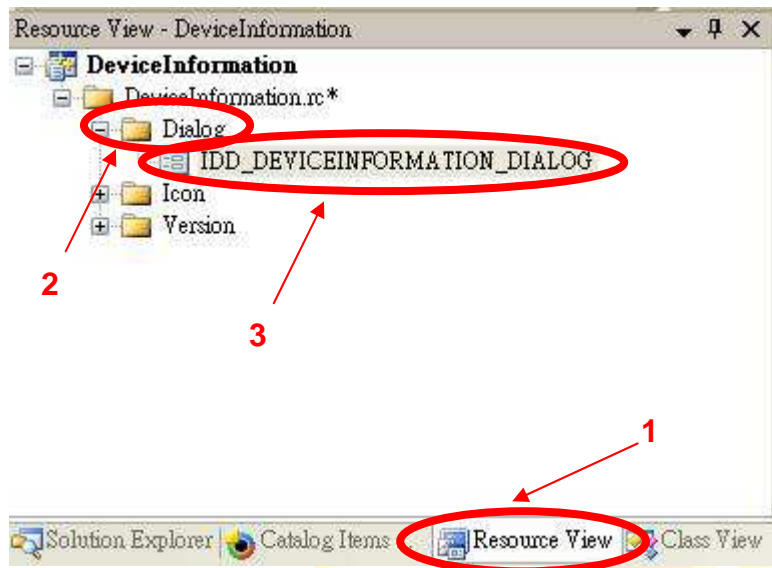 Resource View - DeviceInformation
DeviceInformation
DeviceInformation.rc*
Dialog
IDD_DEVICEINFORMATION_DIALOG
Icon
Version
2
3
1
Solution Explorer Catalog Items ... Resource View Class View